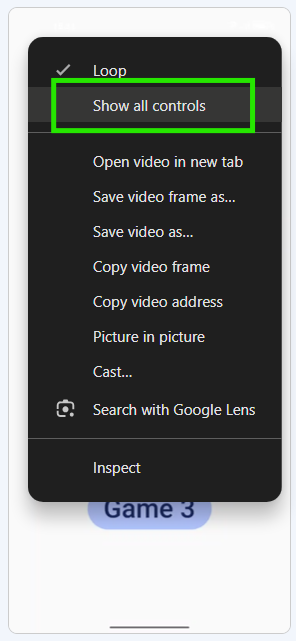 Loop
Show all controls
Open video in new tab
Save video frame as...
Save video as...
Copy video frame
Copy video address
Picture in picture
Cast...
Search with Google Lens
Inspect
Game 3